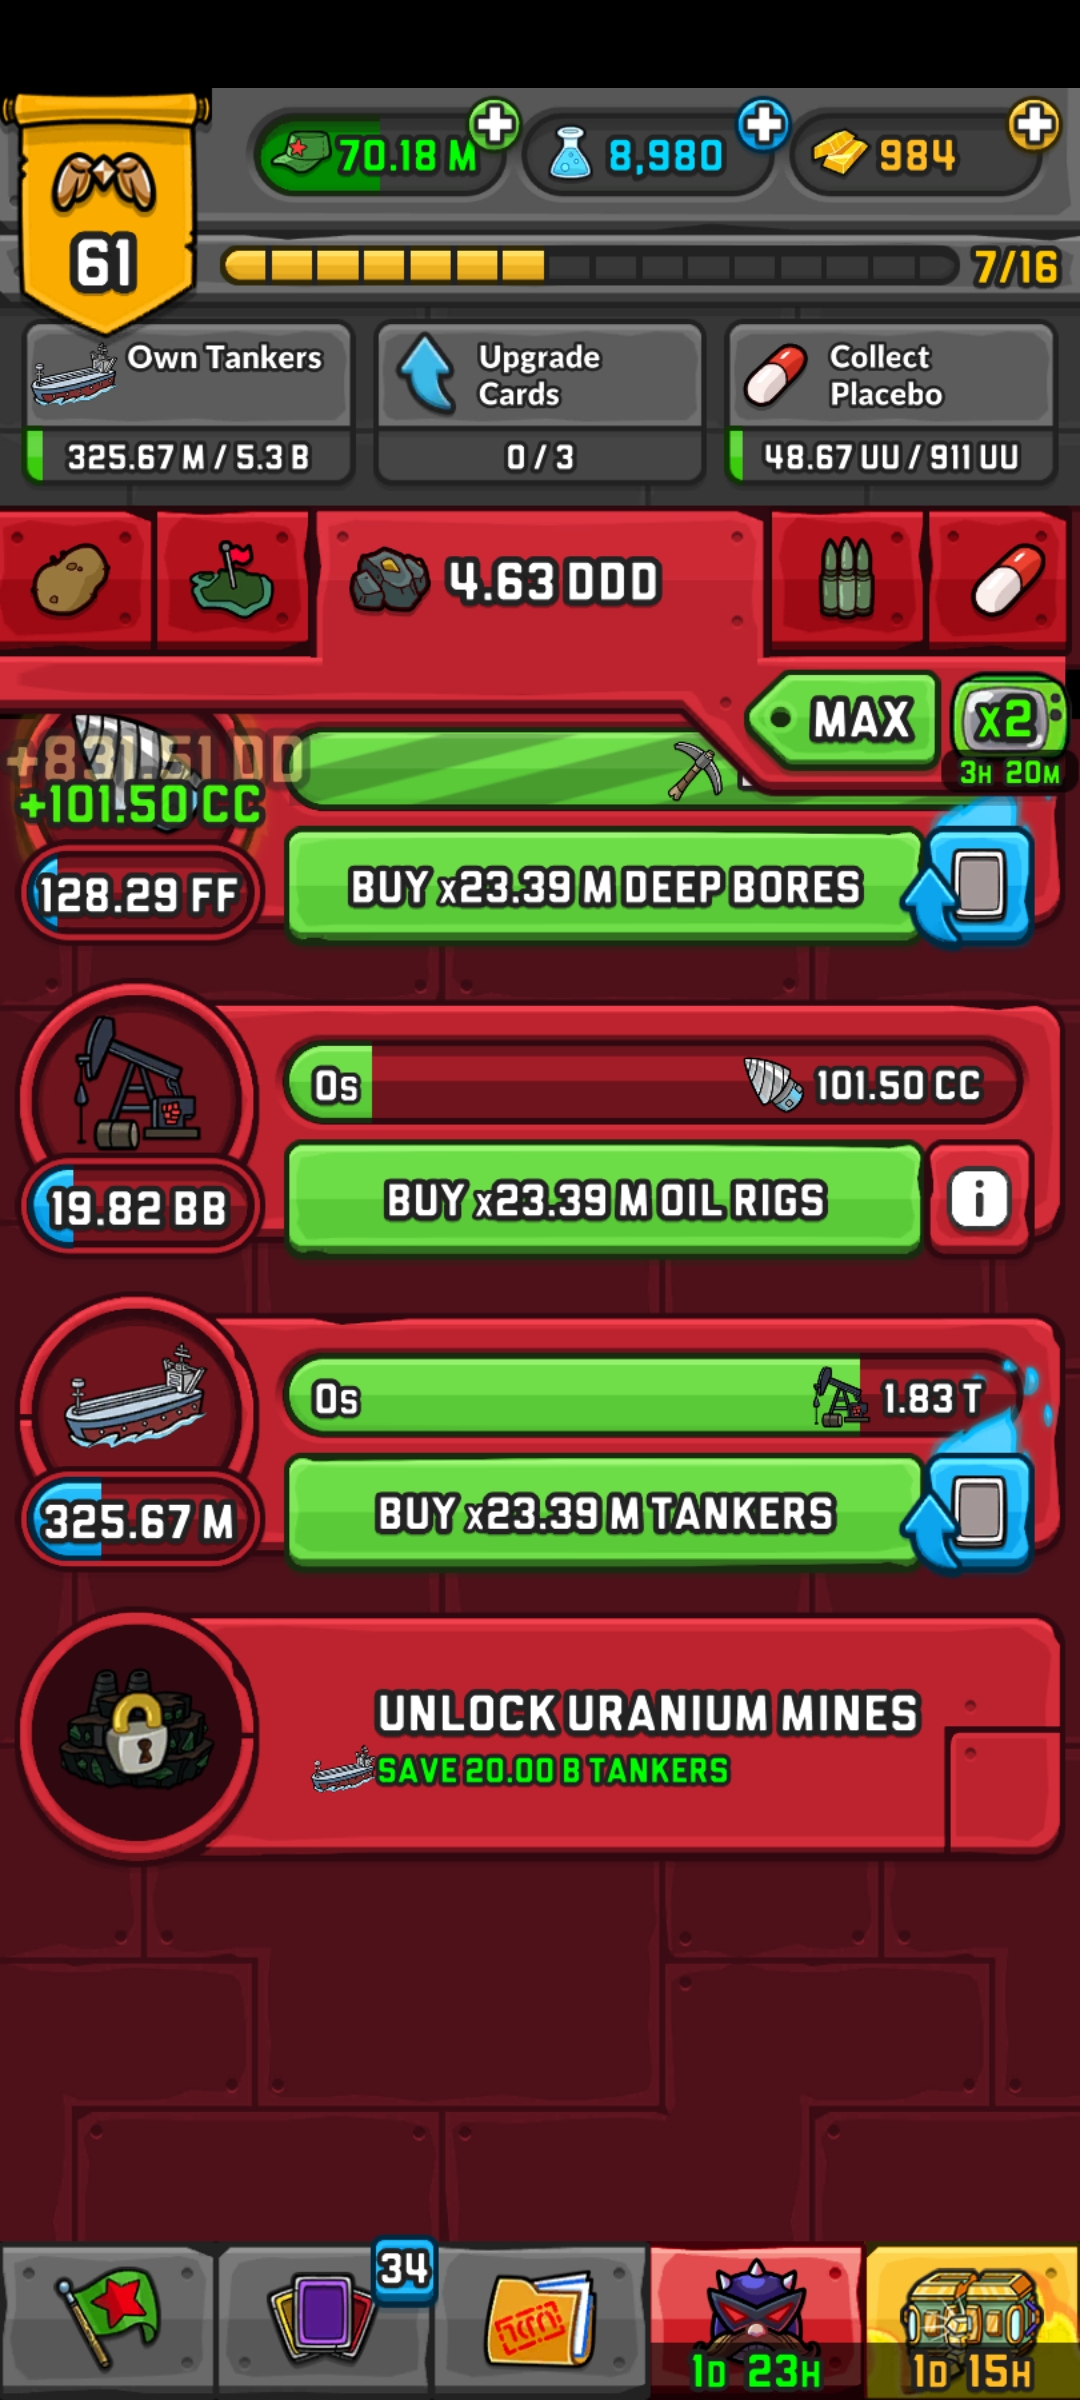 70.18 M
8,980
984
61
7/16
Own Tankers
325.67 M / 5.3 B
Upgrade
Cards
0 / 3
Collect
Placebo
48.67 UU / 911 UU
4.63 DDD
MAX
x2
3H 20M
+831.51 DD
+101.50 CC
128.29 FF
BUY x23.39 M DEEP BORES
0s
101.50 CC
19.82 BB
BUY x23.39 M OIL RIGS
i
0s
1.83 T
325.67 M
BUY x23.39 M TANKERS
UNLOCK URANIUM MINES
SAVE 20.00 B TANKERS
34
1D 23H
1D 15H